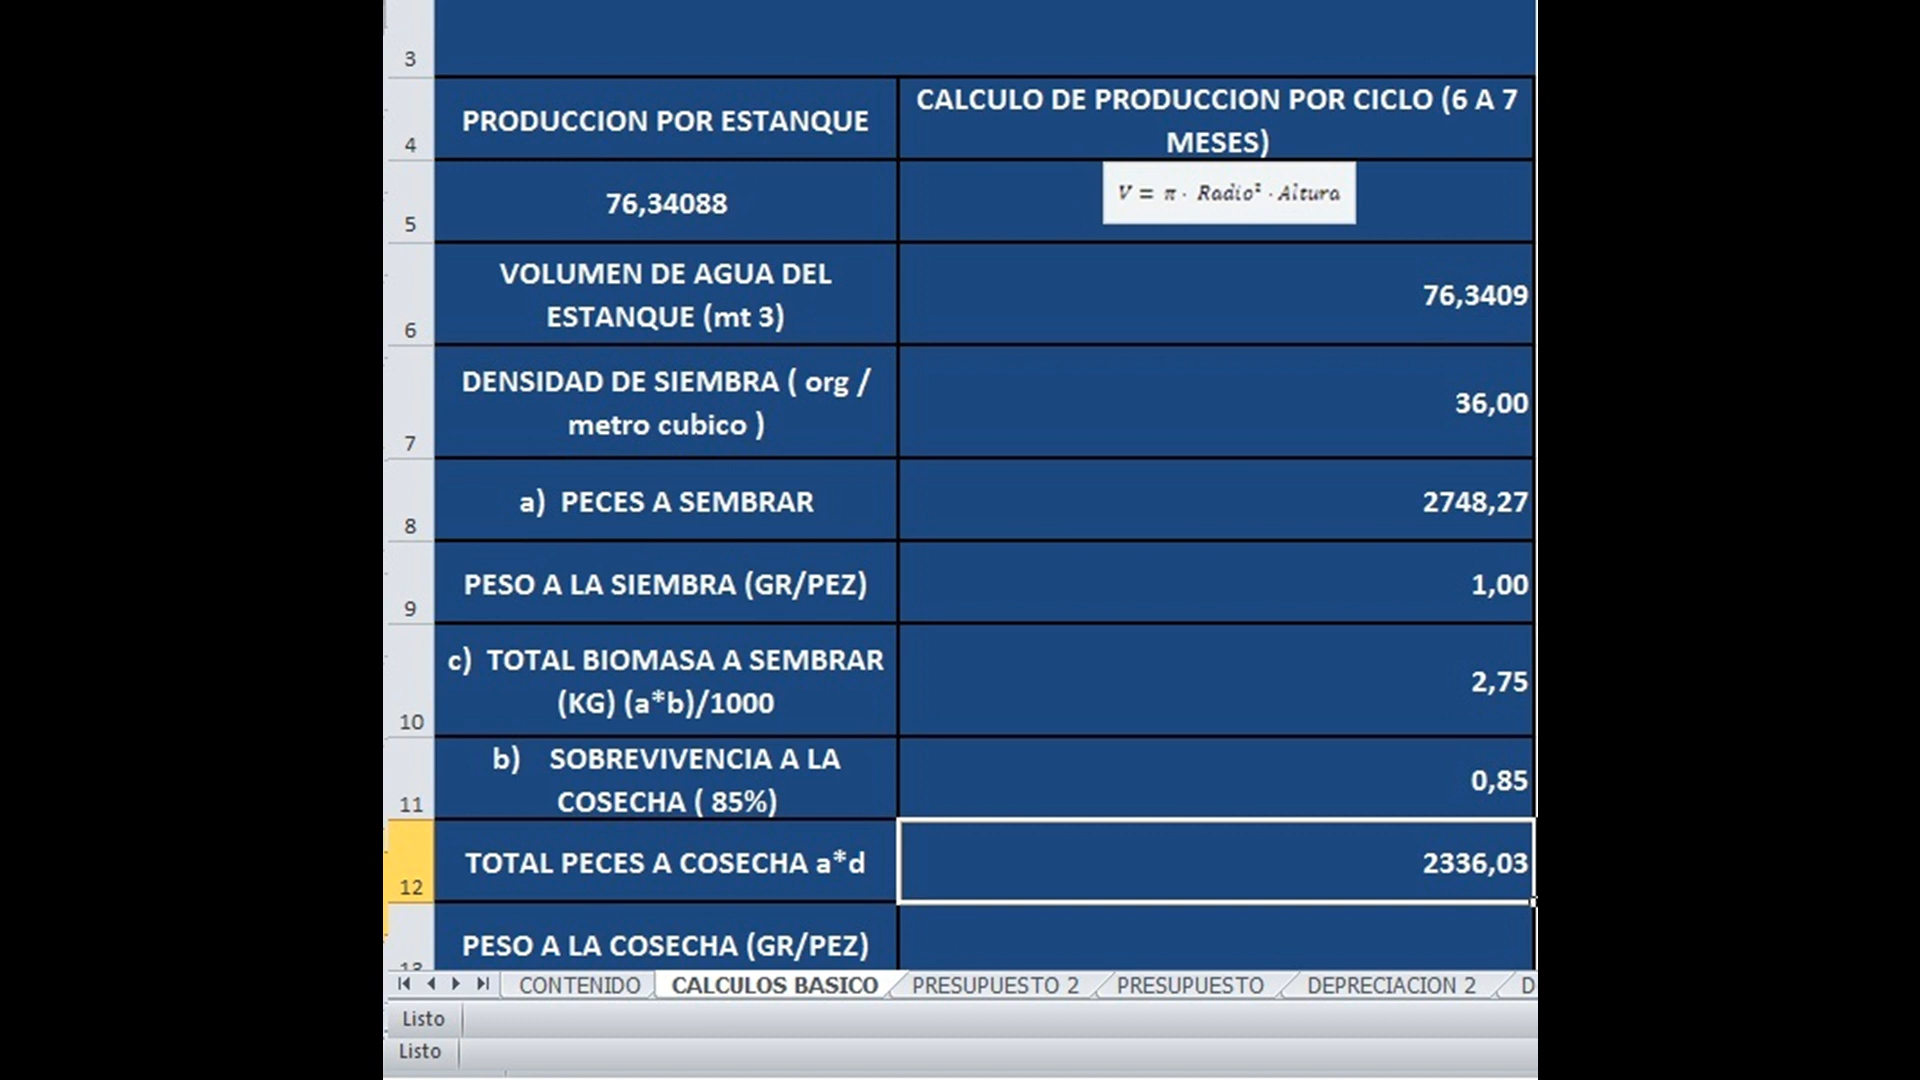 3
PRODUCCION POR ESTANQUE
CALCULO DE PRODUCCION POR CICLO (6 A 7
MESES)
4
76,34088
V = π · Radio² · Altura
5
VOLUMEN DE AGUA DEL
ESTANQUE (mt 3)
76,3409
6
DENSIDAD DE SIEMBRA ( org /
metro cubico )
36,00
7
a) PECES A SEMBRAR
2748,27
8
PESO A LA SIEMBRA (GR/PEZ)
1,00
9
c) TOTAL BIOMASA A SEMBRAR
(KG) (a*b)/1000
2,75
10
b) SOBREVIVENCIA A LA
COSECHA ( 85%)
0,85
11
TOTAL PECES A COSECHA a*d
2336,03
12
PESO A LA COSECHA (GR/PEZ)
13
CONTENIDO CALCULOS BASICO PRESUPUESTO 2 PRESUPUESTO DEPRECIACION 2 D
Listo
Listo